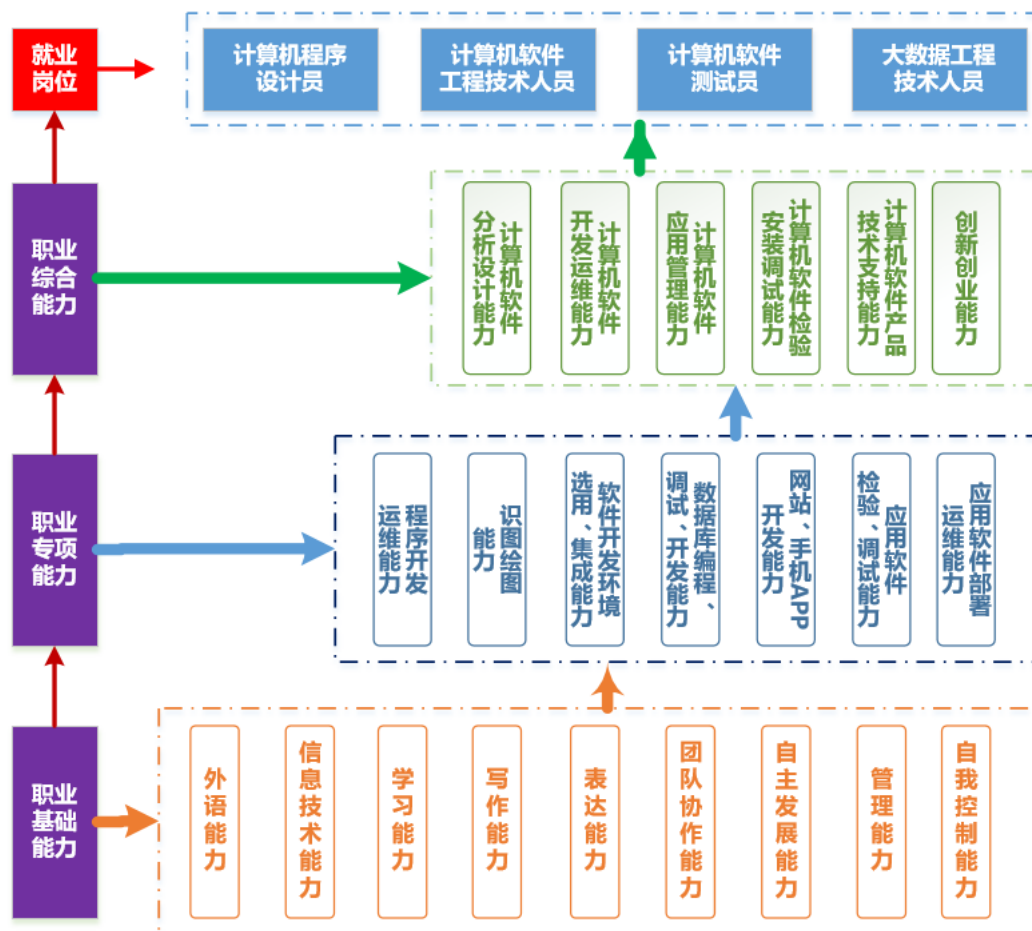 就业
岗位
计算机程序
设计员
计算机软件
工程技术人员
计算机软件
测试员
大数据工程
技术人员
职业
综合
能力
计算机软件
分析设计能力
计算机软件
开发运维能力
计算机软件
应用管理能力
计算机软件检验
安装调试能力
计算机软件产品
技术支持能力
创新创业能力
职业
专项
能力
程序开发
运维能力
识图绘图
能力
软件开发环境
选用、集成能力
数据库编程、
调试、开发能力
网站、手机APP
开发能力
应用软件
检验、调试能力
应用软件部署
运维能力
职业
基础
能力
外语能力
信息技术能力
学习能力
写作能力
表达能力
团队协作能力
自主发展能力
管理能力
自我控制能力